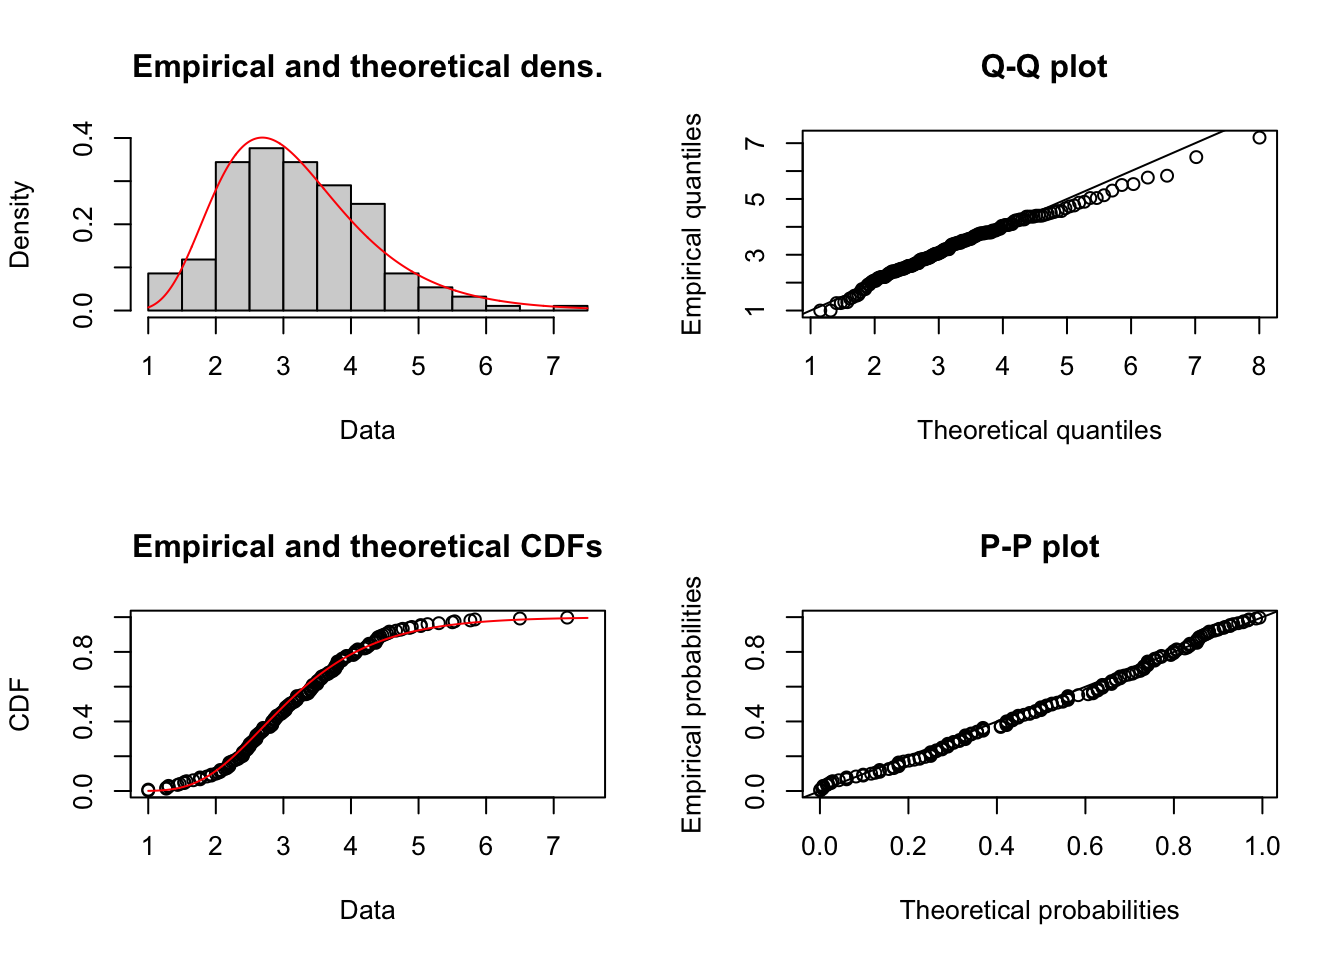 Empirical and theoretical dens.
Density
0.0 0.2 0.4
1 2 3 4 5 6 7
Data
Q-Q plot
Empirical quantiles
1 3 5 7
1 2 3 4 5 6 7 8
Theoretical quantiles
Empirical and theoretical CDFs
CDF
0.0 0.4 0.8
1 2 3 4 5 6 7
Data
P-P plot
Empirical probabilities
0.0 0.4 0.8
0.0 0.2 0.4 0.6 0.8 1.0
Theoretical probabilities